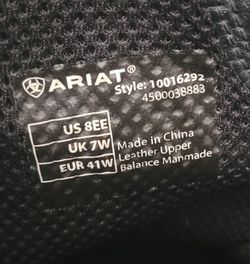 ARIAT®
Style: 10016292
4500038883
US 8EE
UK 7W
EUR 41W
Made in China
Leather Upper
Balance Manmade